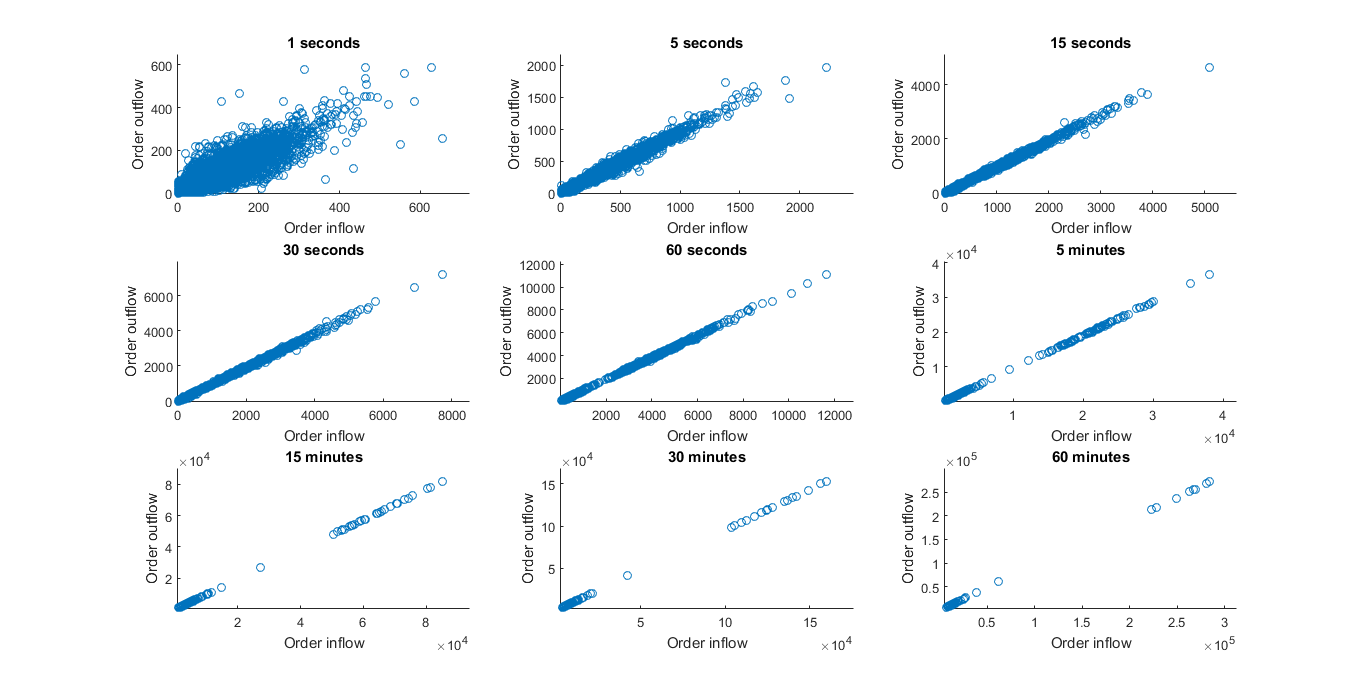 1 seconds
Order outflow
600
400
200
0
0 200 400 600
Order inflow
5 seconds
Order outflow
2000
1500
1000
500
0
0 500 1000 1500 2000
Order inflow
15 seconds
Order outflow
4000
2000
0
0 1000 2000 3000 4000 5000
Order inflow
30 seconds
Order outflow
6000
4000
2000
0
0 2000 4000 6000 8000
Order inflow
60 seconds
Order outflow
12000
10000
8000
6000
4000
2000
2000 4000 6000 8000 10000 12000
Order inflow
5 minutes
×10⁴
Order outflow
4
3
2
1
1 2 3 4
Order inflow
×10⁴
15 minutes
×10⁴
Order outflow
8
6
4
2
2 4 6 8
Order inflow
×10⁴
30 minutes
×10⁴
Order outflow
15
10
5
5 10 15
Order inflow
×10⁴
60 minutes
×10⁵
Order outflow
2.5
2
1.5
1
0.5
0.5 1 1.5 2 2.5 3
Order inflow
×10⁵